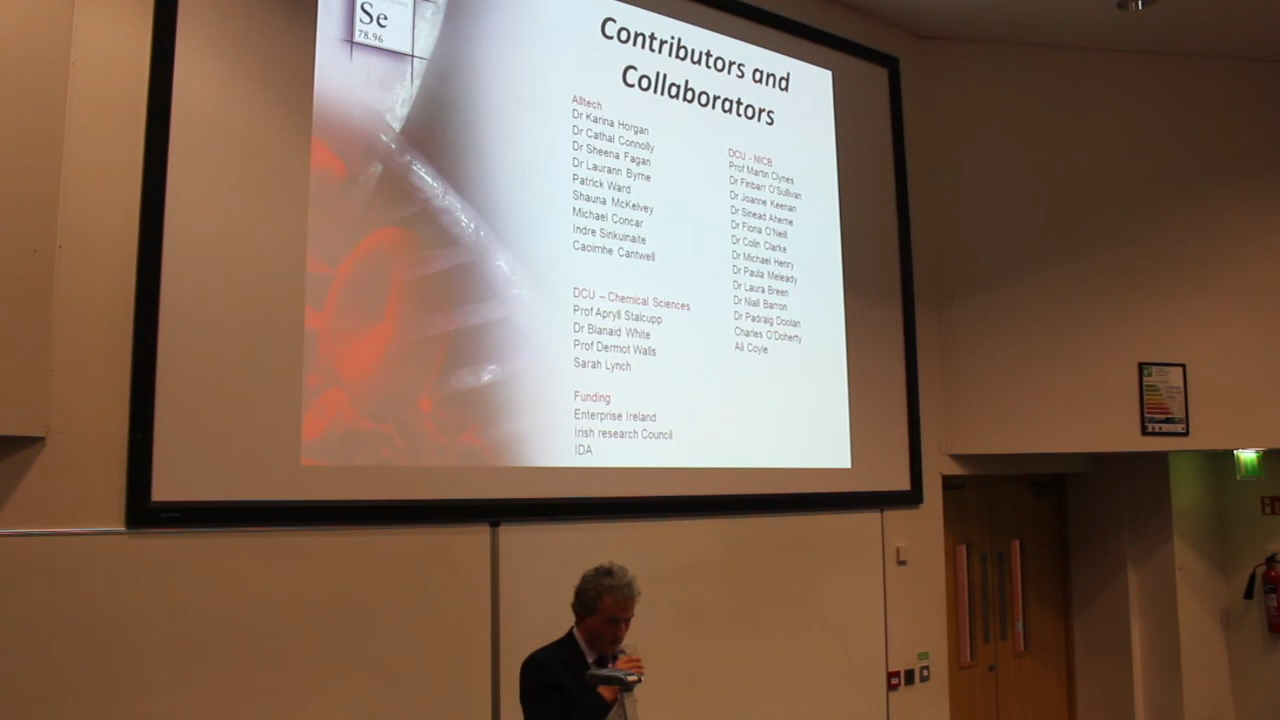 Se
78.96
Contributors and
Collaborators
Alltech
Dr Karina Horgan
Dr Cathal Connolly
Dr Sheena Fagan
Dr Laurann Byrne
Patrick Ward
Shauna McKelvey
Michael Concar
Indre Sinkuinaite
Caoimhe Cantwell
DCU – Chemical Sciences
Prof Apryll Stalcupp
Dr Blanaid White
Prof Dermot Walls
Sarah Lynch
Funding
Enterprise Ireland
Irish research Council
IDA
DCU - NICB
Prof Martin Clynes
Dr Finbarr O'Sullivan
Dr Joanne Keenan
Dr Sinead Aherne
Dr Fiona O'Neill
Dr Colin Clarke
Dr Michael Henry
Dr Paula Meleady
Dr Laura Breen
Dr Niall Barron
Dr Padraig Doolan
Charles O'Doherty
Ali Coyle